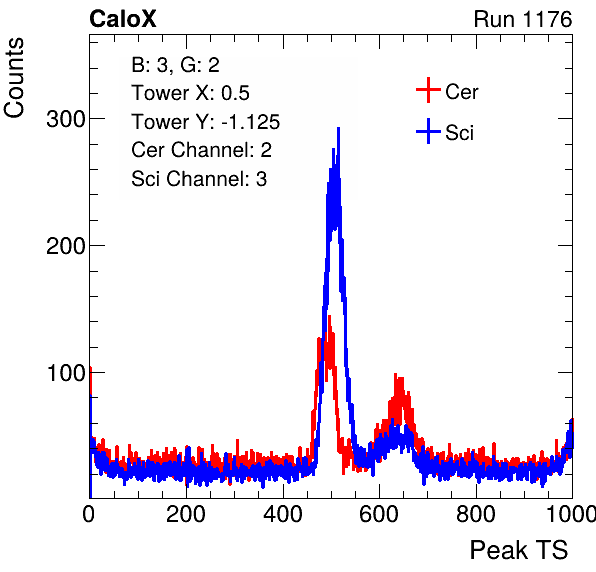 CaloX Run 1176
B: 3, G: 2
Tower X: 0.5
Tower Y: -1.125
Cer Channel: 2
Sci Channel: 3
Cer
Sci
Counts
300
200
100
0 200 400 600 800 1000
Peak TS